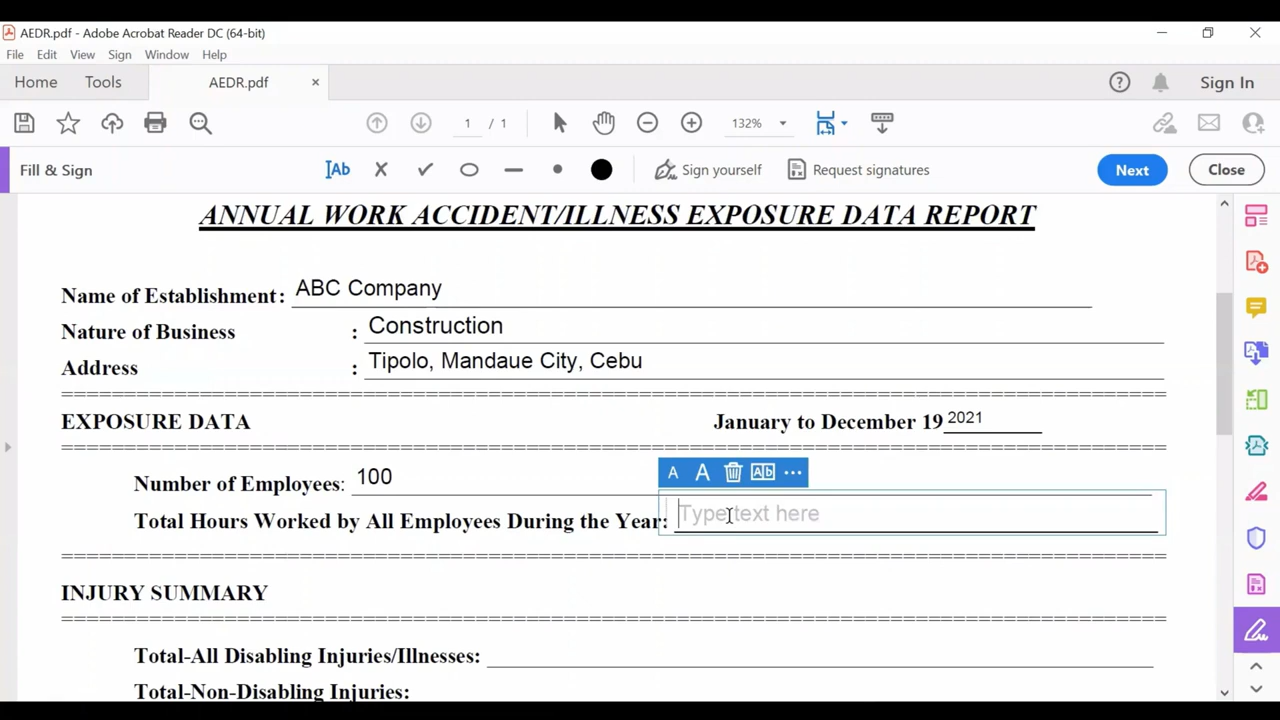 AEDR.pdf - Adobe Acrobat Reader DC (64-bit)
File Edit View Sign Window Help
Home Tools AEDR.pdf × Sign In
1 / 1 132%
Fill & Sign Ab Sign yourself Request signatures Next Close
ANNUAL WORK ACCIDENT/ILLNESS EXPOSURE DATA REPORT
Name of Establishment: ABC Company
Nature of Business : Construction
Address : Tipolo, Mandaue City, Cebu
EXPOSURE DATA January to December 19 2021
A A Ab ...
Number of Employees: 100
Total Hours Worked by All Employees During the Year: Type text here
INJURY SUMMARY
Total-All Disabling Injuries/Illnesses:
Total-Non-Disabling Injuries: